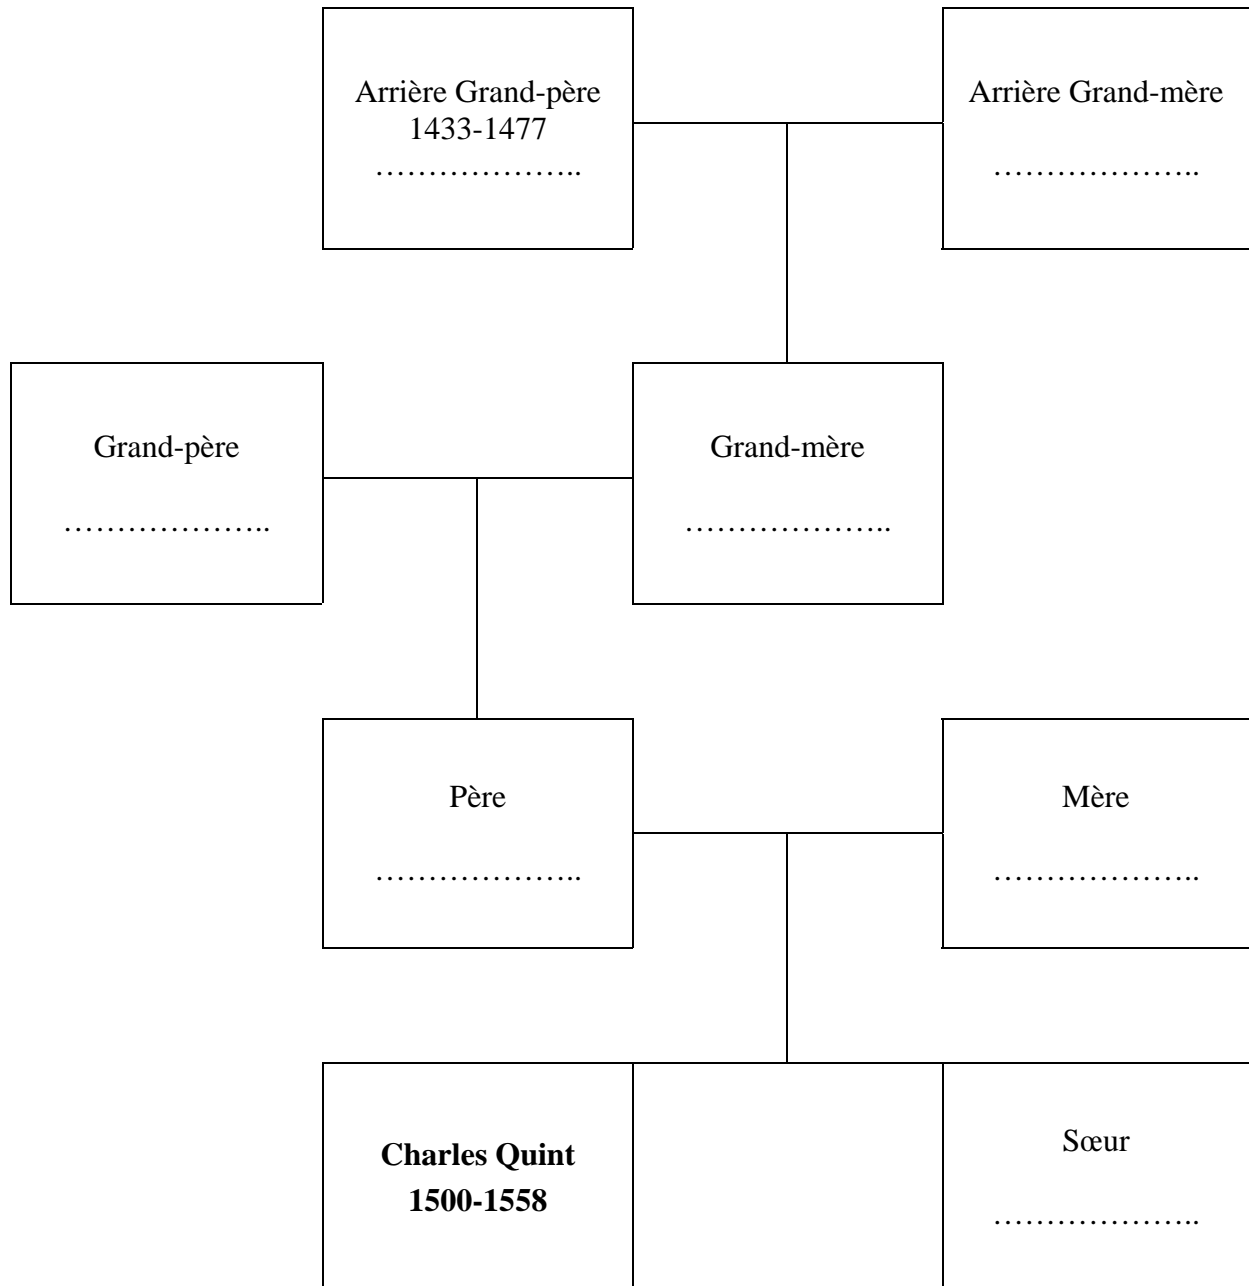 Arrière Grand-père
1433-1477
………………..
Arrière Grand-mère
………………..
Grand-père
………………..
Grand-mère
………………..
Père
………………..
Mère
………………..
Charles Quint
1500-1558
Sœur
………………..